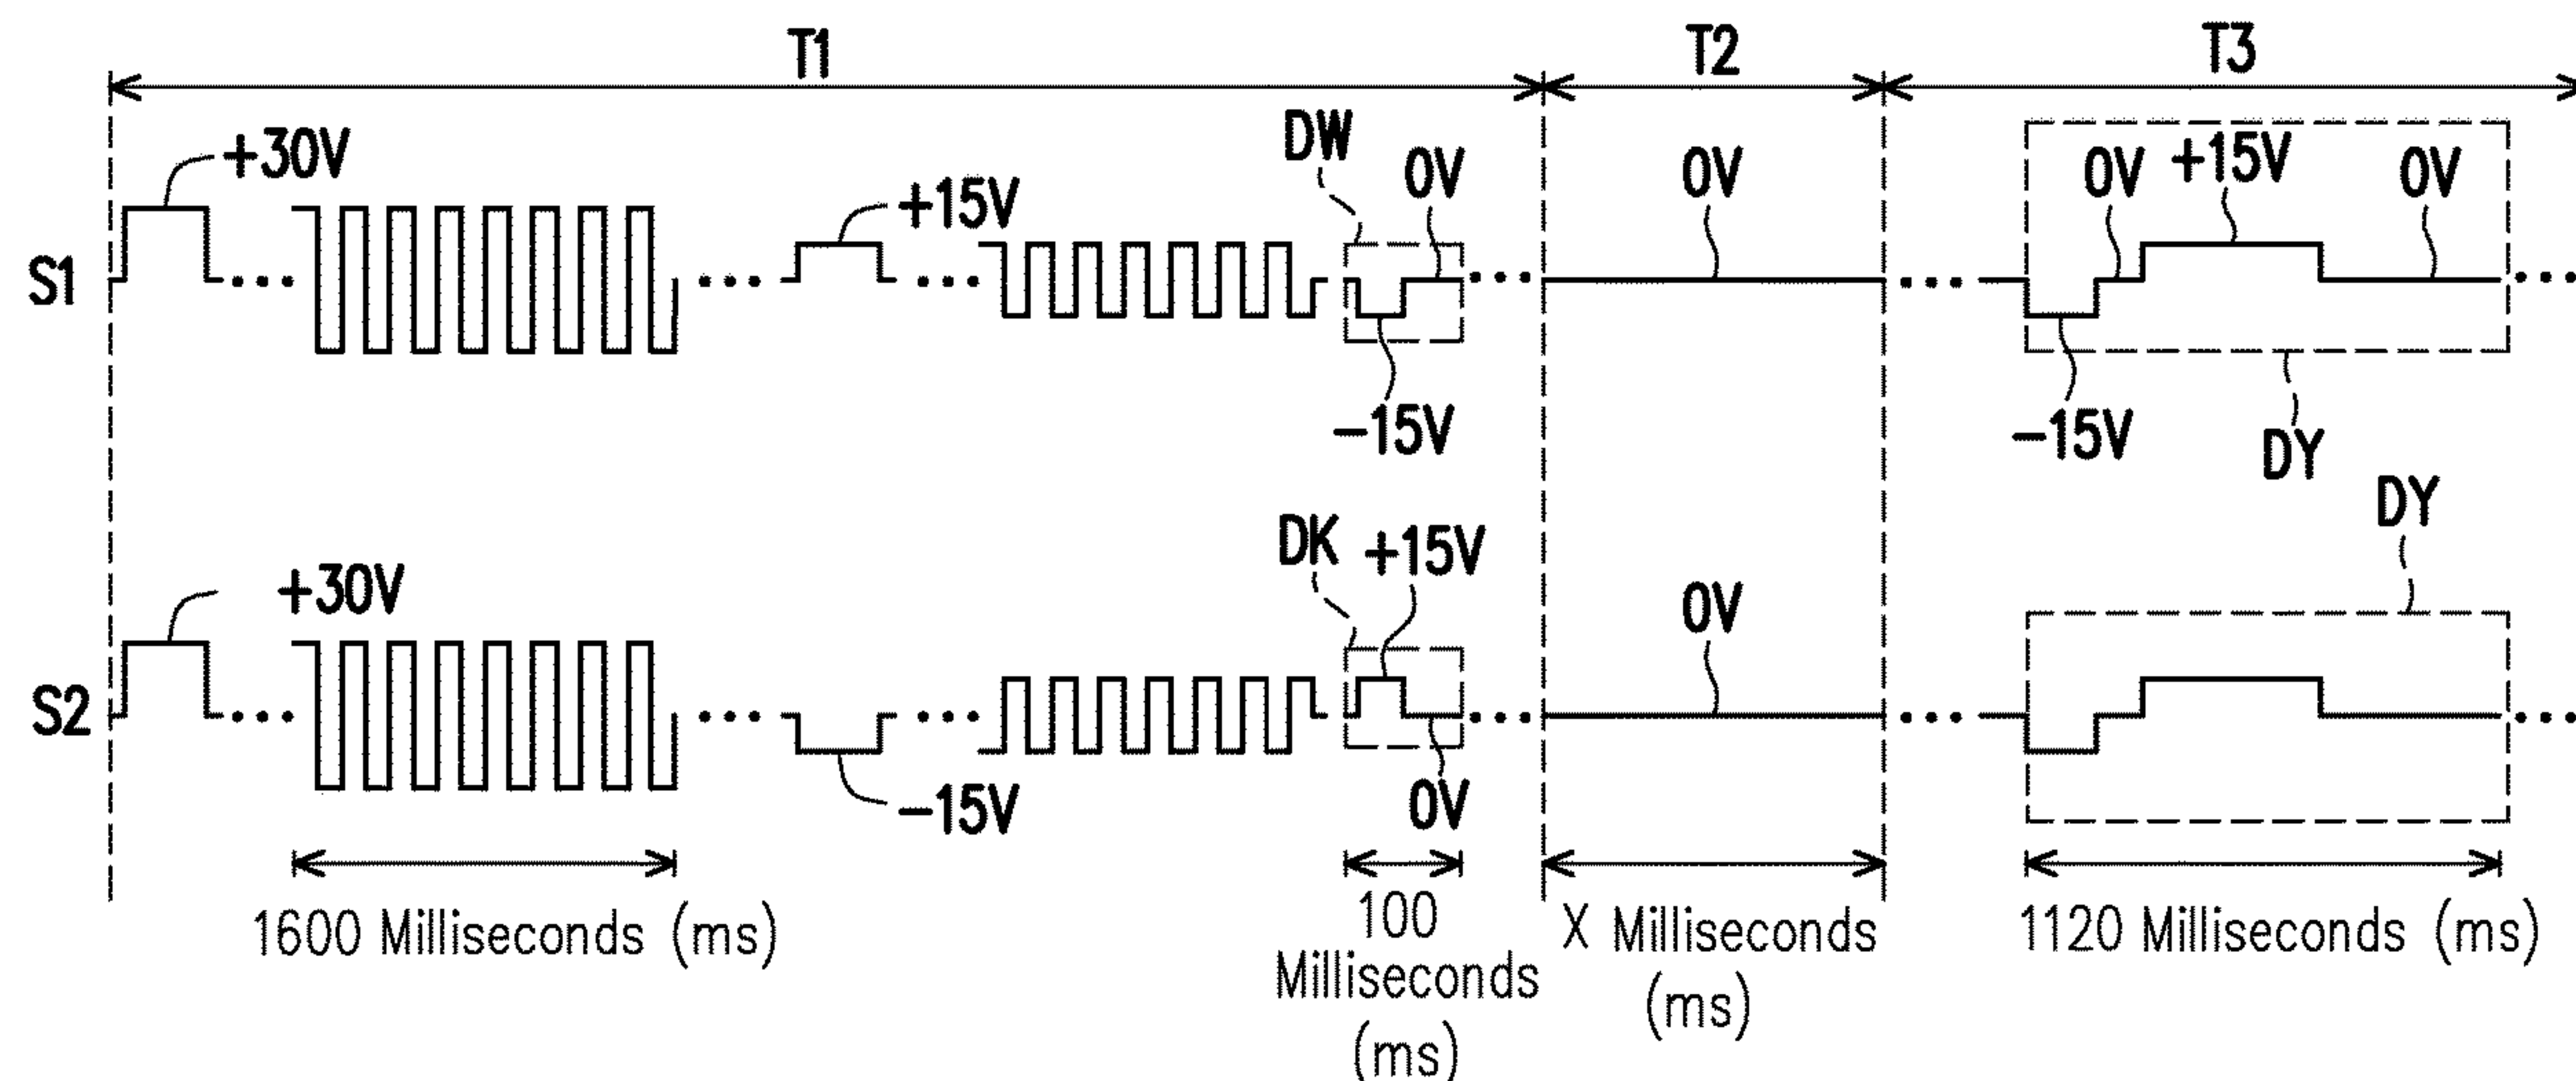 T1
T2
T3
+30V
+15V
DW
0V
0V
0V
+15V
0V
S1
-15V
-15V
DY
DK
+15V
DY
+30V
0V
S2
-15V
0V
1600 Milliseconds (ms)
100
Milliseconds
(ms)
X Milliseconds
(ms)
1120 Milliseconds (ms)